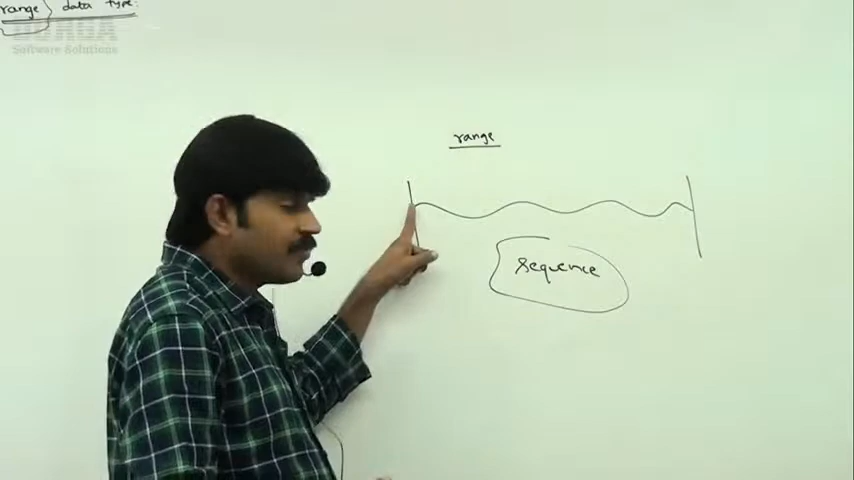 range) data type:
DURGA
Software Solutions
range
sequence